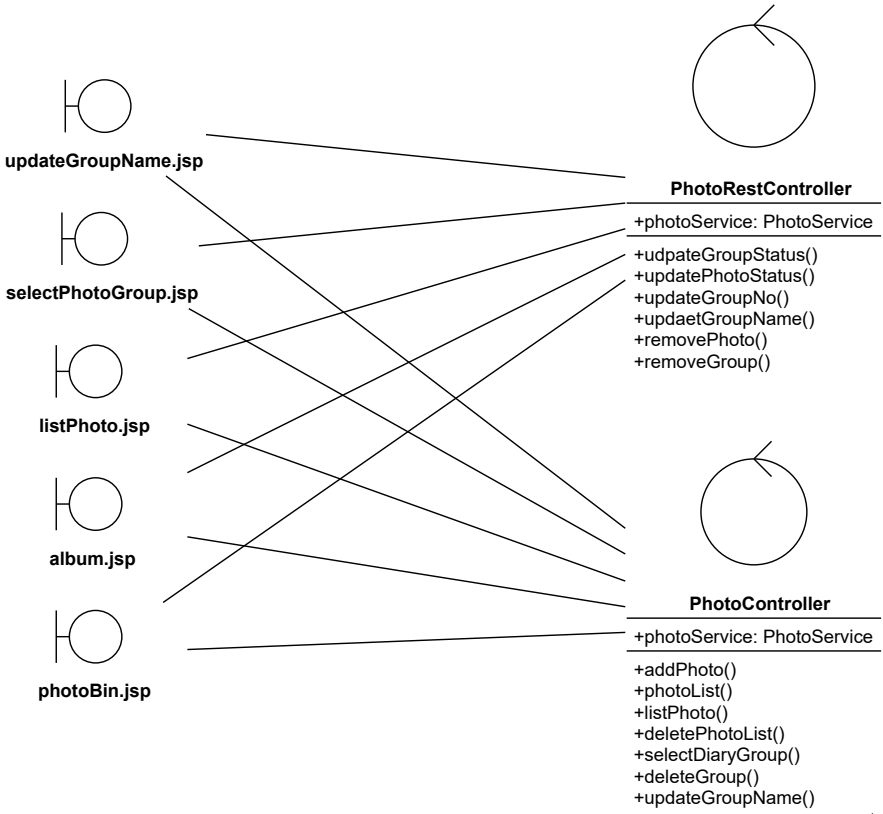 updateGroupName.jsp
selectPhotoGroup.jsp
listPhoto.jsp
album.jsp
photoBin.jsp
PhotoRestController
+photoService: PhotoService
+udpateGroupStatus()
+updatePhotoStatus()
+updateGroupNo()
+updaetGroupName()
+removePhoto()
+removeGroup()
PhotoController
+photoService: PhotoService
+addPhoto()
+photoList()
+listPhoto()
+deletePhotoList()
+selectDiaryGroup()
+deleteGroup()
+updateGroupName()